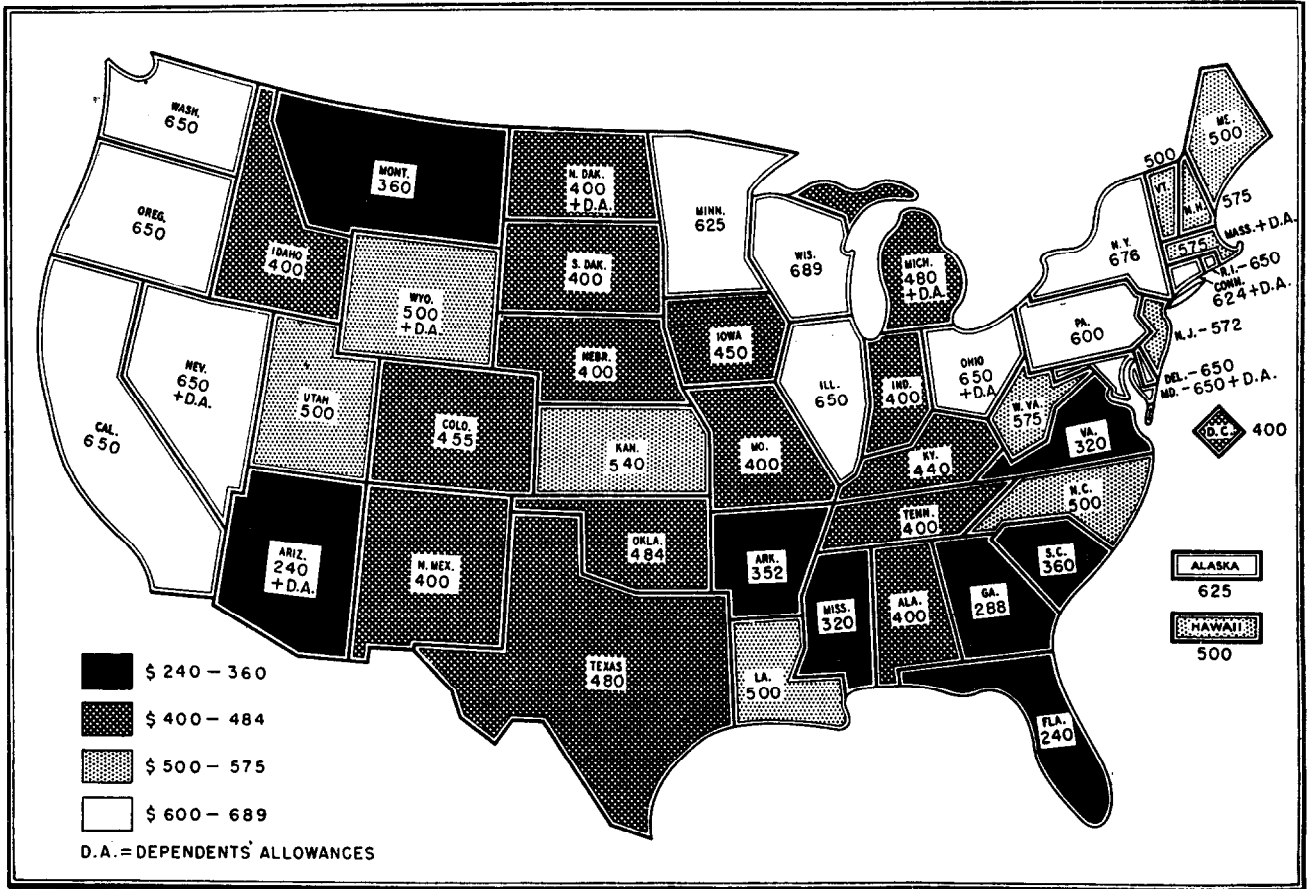 WASH.
650
OREG.
650
CAL.
650
NEV.
650
+D.A.
IDAHO
400
MONT.
360
WYO.
500
+D.A.
UTAH
500
COLO.
455
ARIZ.
240
+D.A.
N. MEX.
400
N. DAK.
400
+D.A.
S. DAK.
400
NEBR.
400
KAN.
540
OKLA.
484
TEXAS
480
MINN.
625
IOWA
450
MO.
400
ARK.
352
LA.
500
WIS.
689
ILL.
650
MICH.
480
+D.A.
IND.
400
OHIO
650
+D.A.
KY.
440
TENN.
400
MISS.
320
ALA.
400
GA.
288
FLA.
240
S.C.
360
N.C.
500
VA.
320
W. VA.
575
PA.
600
N.Y.
676
500
VT.
N.H.
575
ME.
500
575
MASS.+D.A.
R.I.-650
CONN.
624+D.A.
N.J.-572
DEL.-650
MD.-650+D.A.
D.C. 400
ALASKA
625
HAWAII
500
$240-360
$400-484
$500-575
$600-689
D.A.=DEPENDENTS' ALLOWANCES